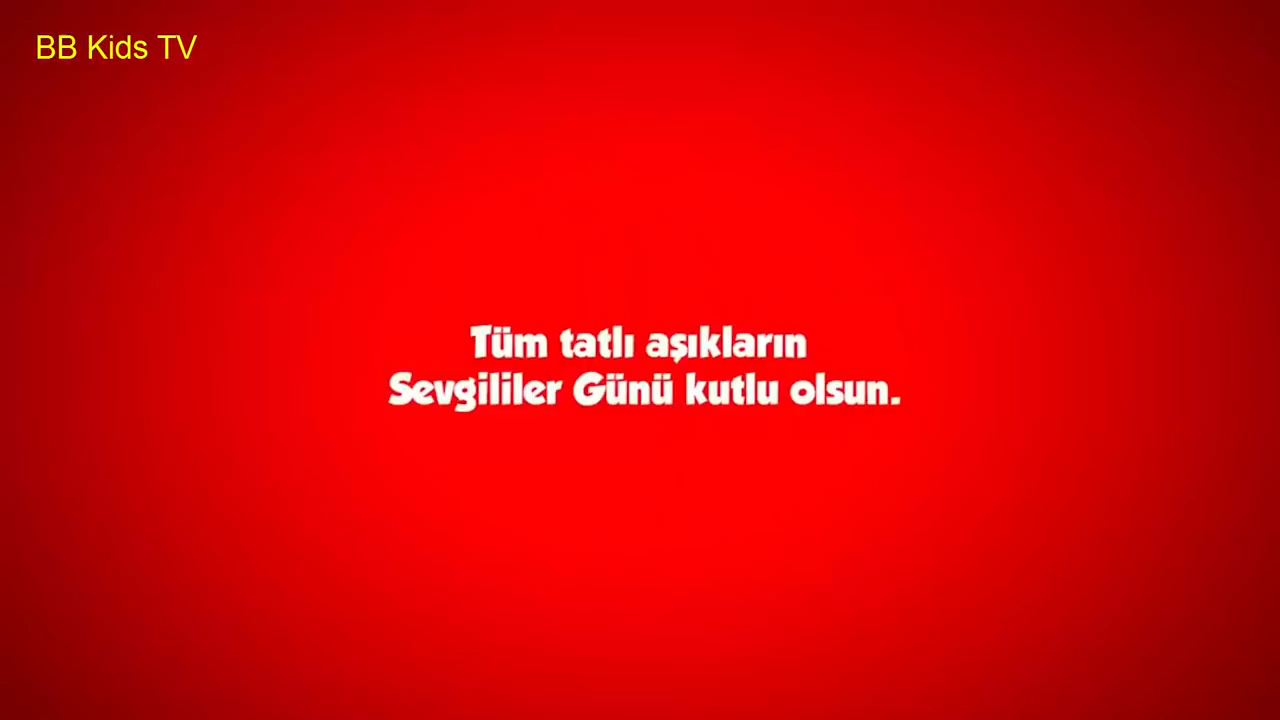 BB Kids TV
Tüm tatlı aşıkların
Sevgililer Günü kutlu olsun.